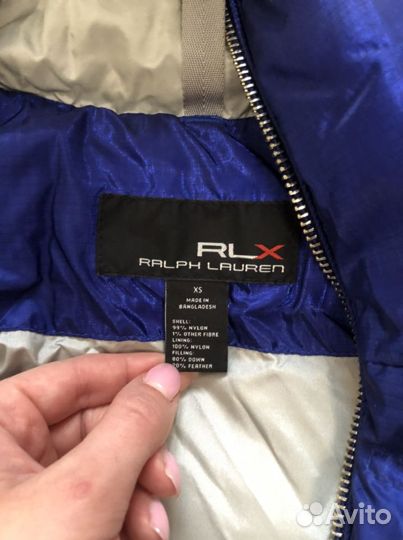 RLX
RALPH LAUREN
XS
MADE IN
BANGLADESH
SHELL:
99% NYLON
1% OTHER FIBRE
LINING:
100% NYLON
FILLING:
80% DOWN
20% FEATHER
Avito